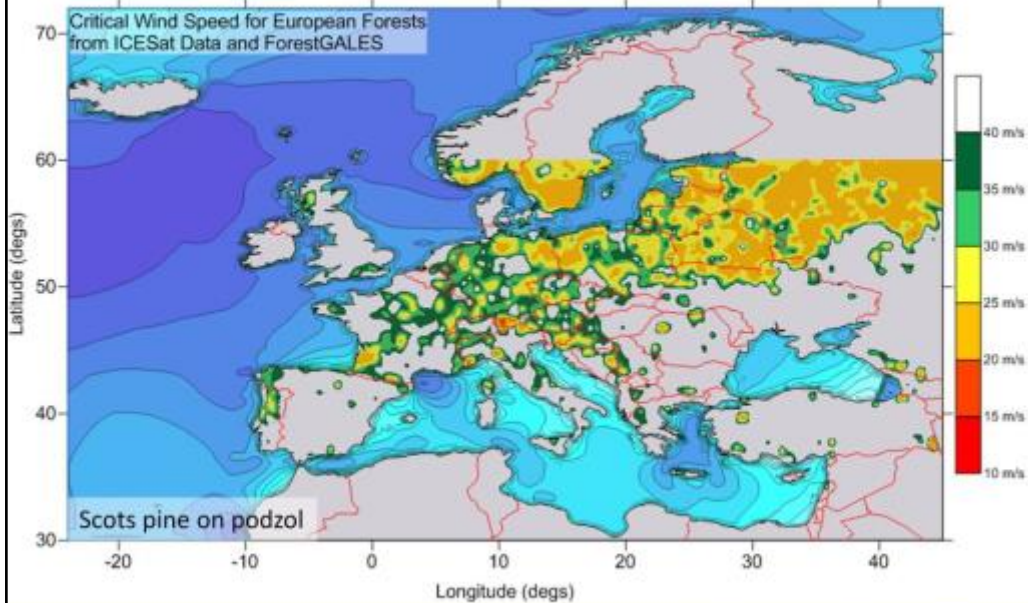 Critical Wind Speed for European Forests
from ICESat Data and ForestGALES
70
60
50
40
30
Latitude (degs)
-20
-10
0
10
20
30
40
Longitude (degs)
Scots pine on podzol
40 m/s
35 m/s
30 m/s
25 m/s
20 m/s
15 m/s
10 m/s